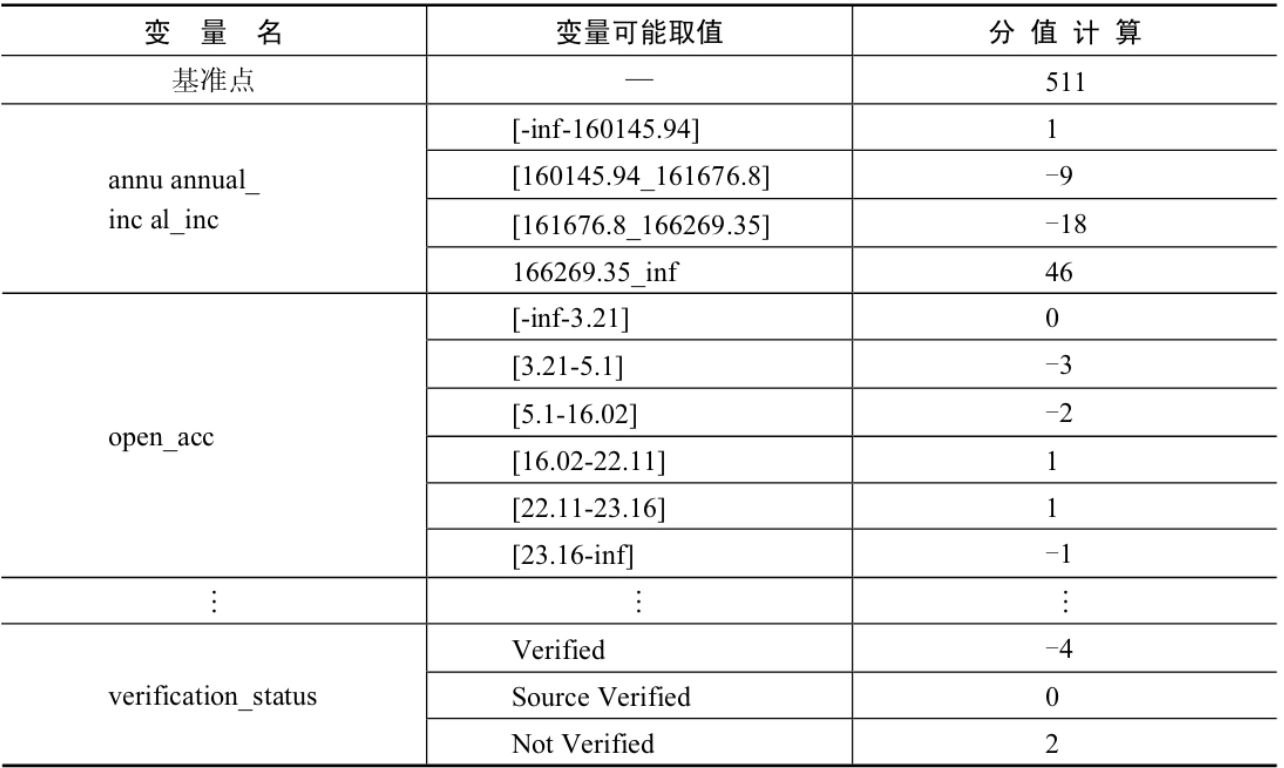 变 量 名 变量可能取值 分 值 计 算
基准点 — 511
[-inf-160145.94] 1
annu annual_ [160145.94_161676.8] -9
inc al_inc [161676.8_166269.35] -18
166269.35_inf 46
[-inf-3.21] 0
[3.21-5.1] -3
[5.1-16.02] -2
open_acc [16.02-22.11] 1
[22.11-23.16] 1
[23.16-inf] -1
⋮ ⋮ ⋮
Verified -4
verification_status Source Verified 0
Not Verified 2